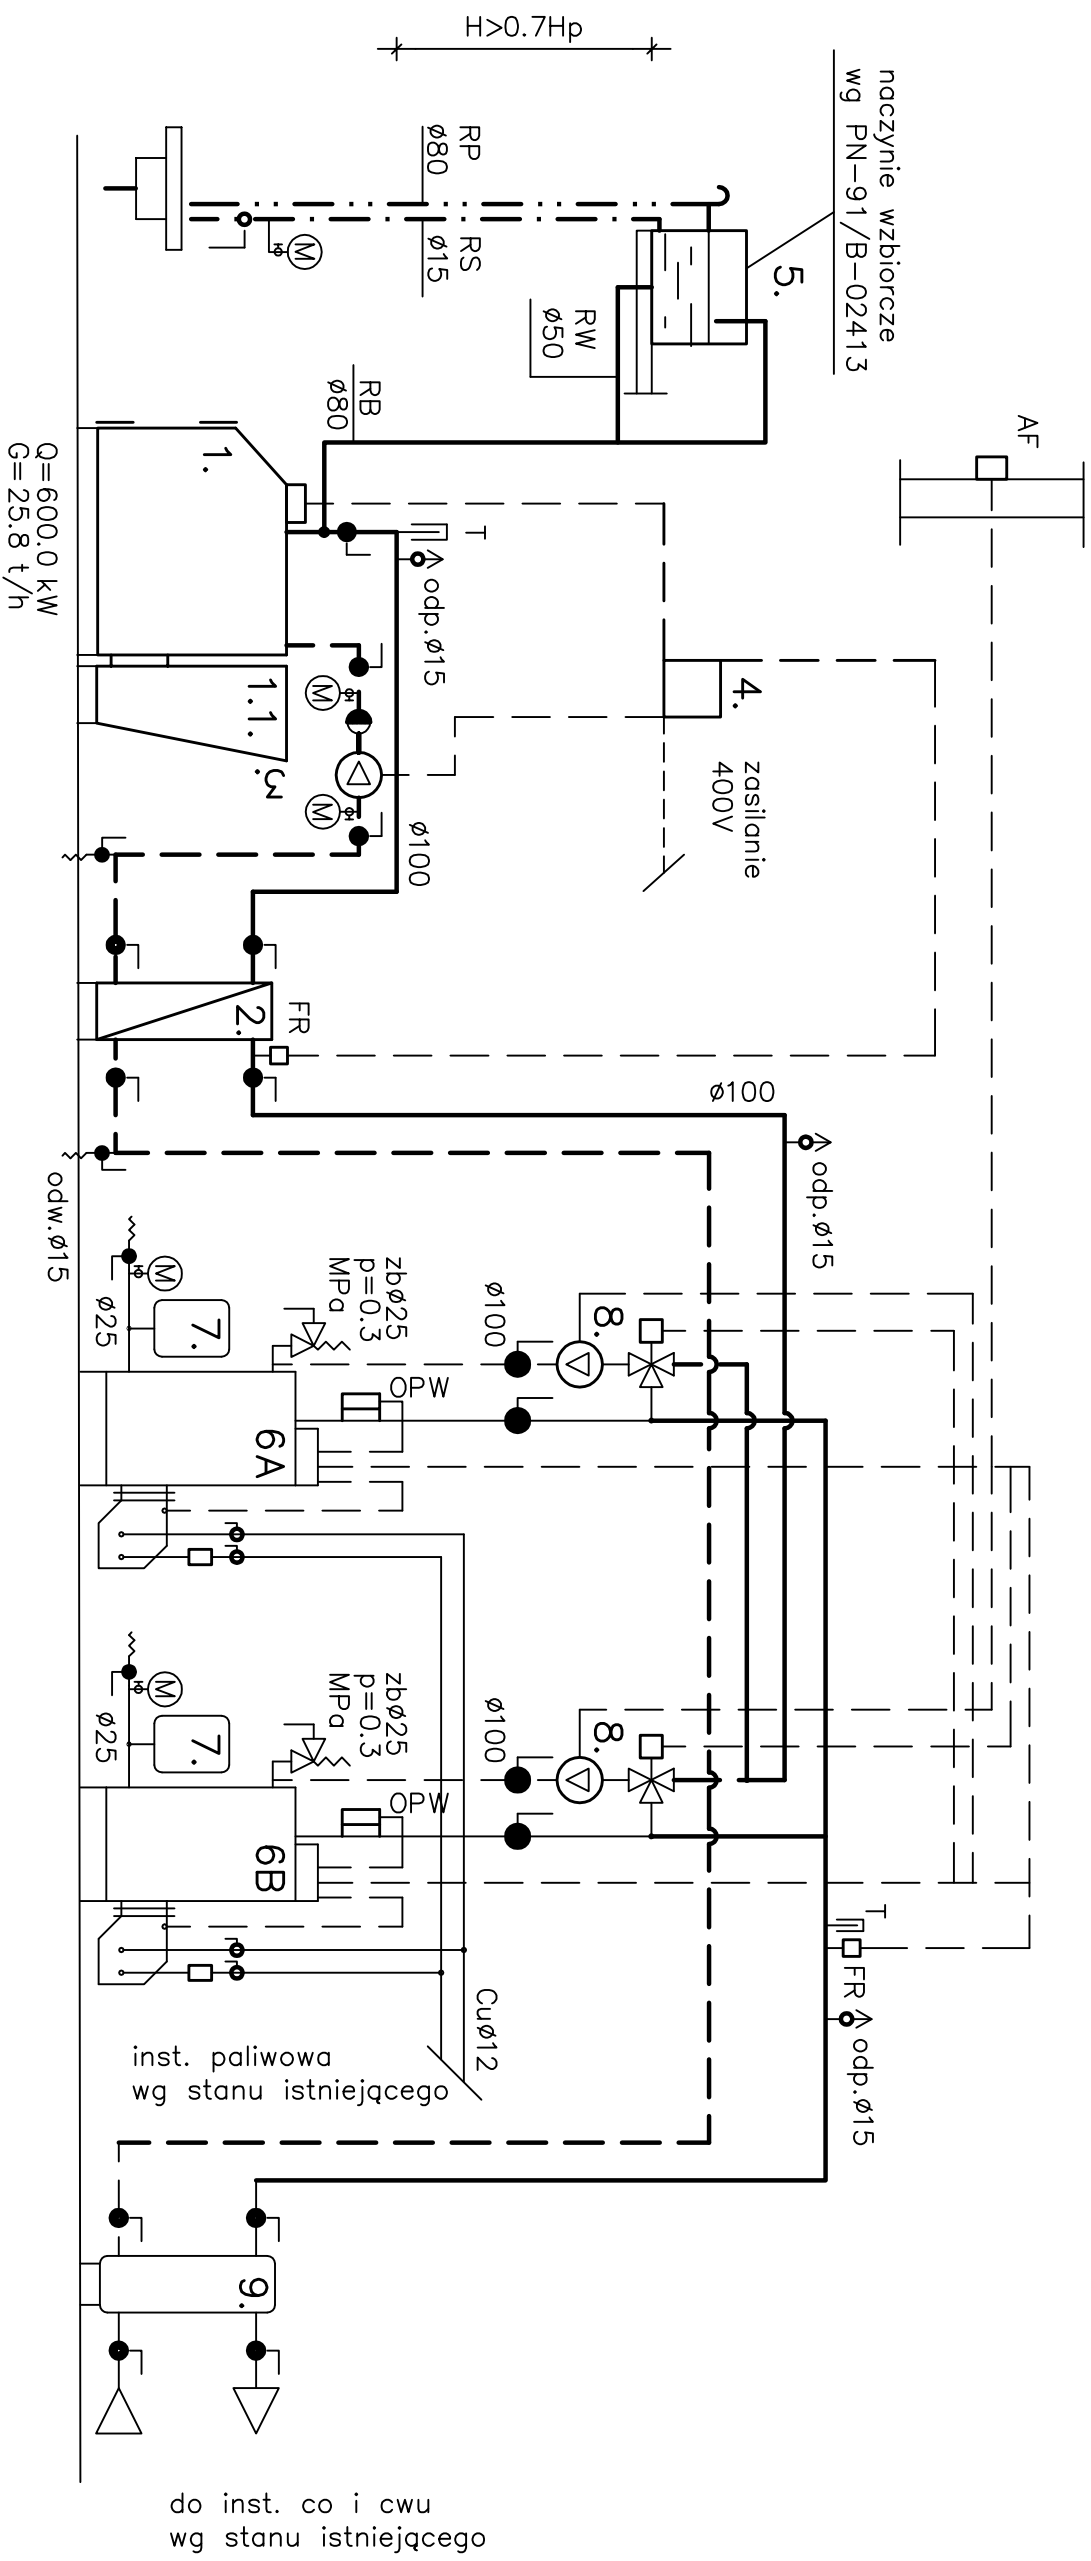 H>0.7Hp
naczynie wzbiorcze
wg PN-91/B-02413
RP
ø80
RS
ø15
5.
RW
ø50
RB
ø80
AF
1.
Q=600.0 kW
G=25.8 t/h
T
odp.ø15
4.
zasilanie
400V
1.1.
M
M
M
3.
ø100
2.
FR
ø100
odp.ø15
odw.ø15
M
ø25
7.
zbø25
p=0.3
MPa
ø100
8.
OPW
6A
M
ø25
7.
zbø25
p=0.3
MPa
ø100
8.
OPW
6B
T
FR
odp.ø15
Cuø12
inst. paliwowa
wg stanu istniejącego
9.
do inst. co i cwu
wg stanu istniejącego